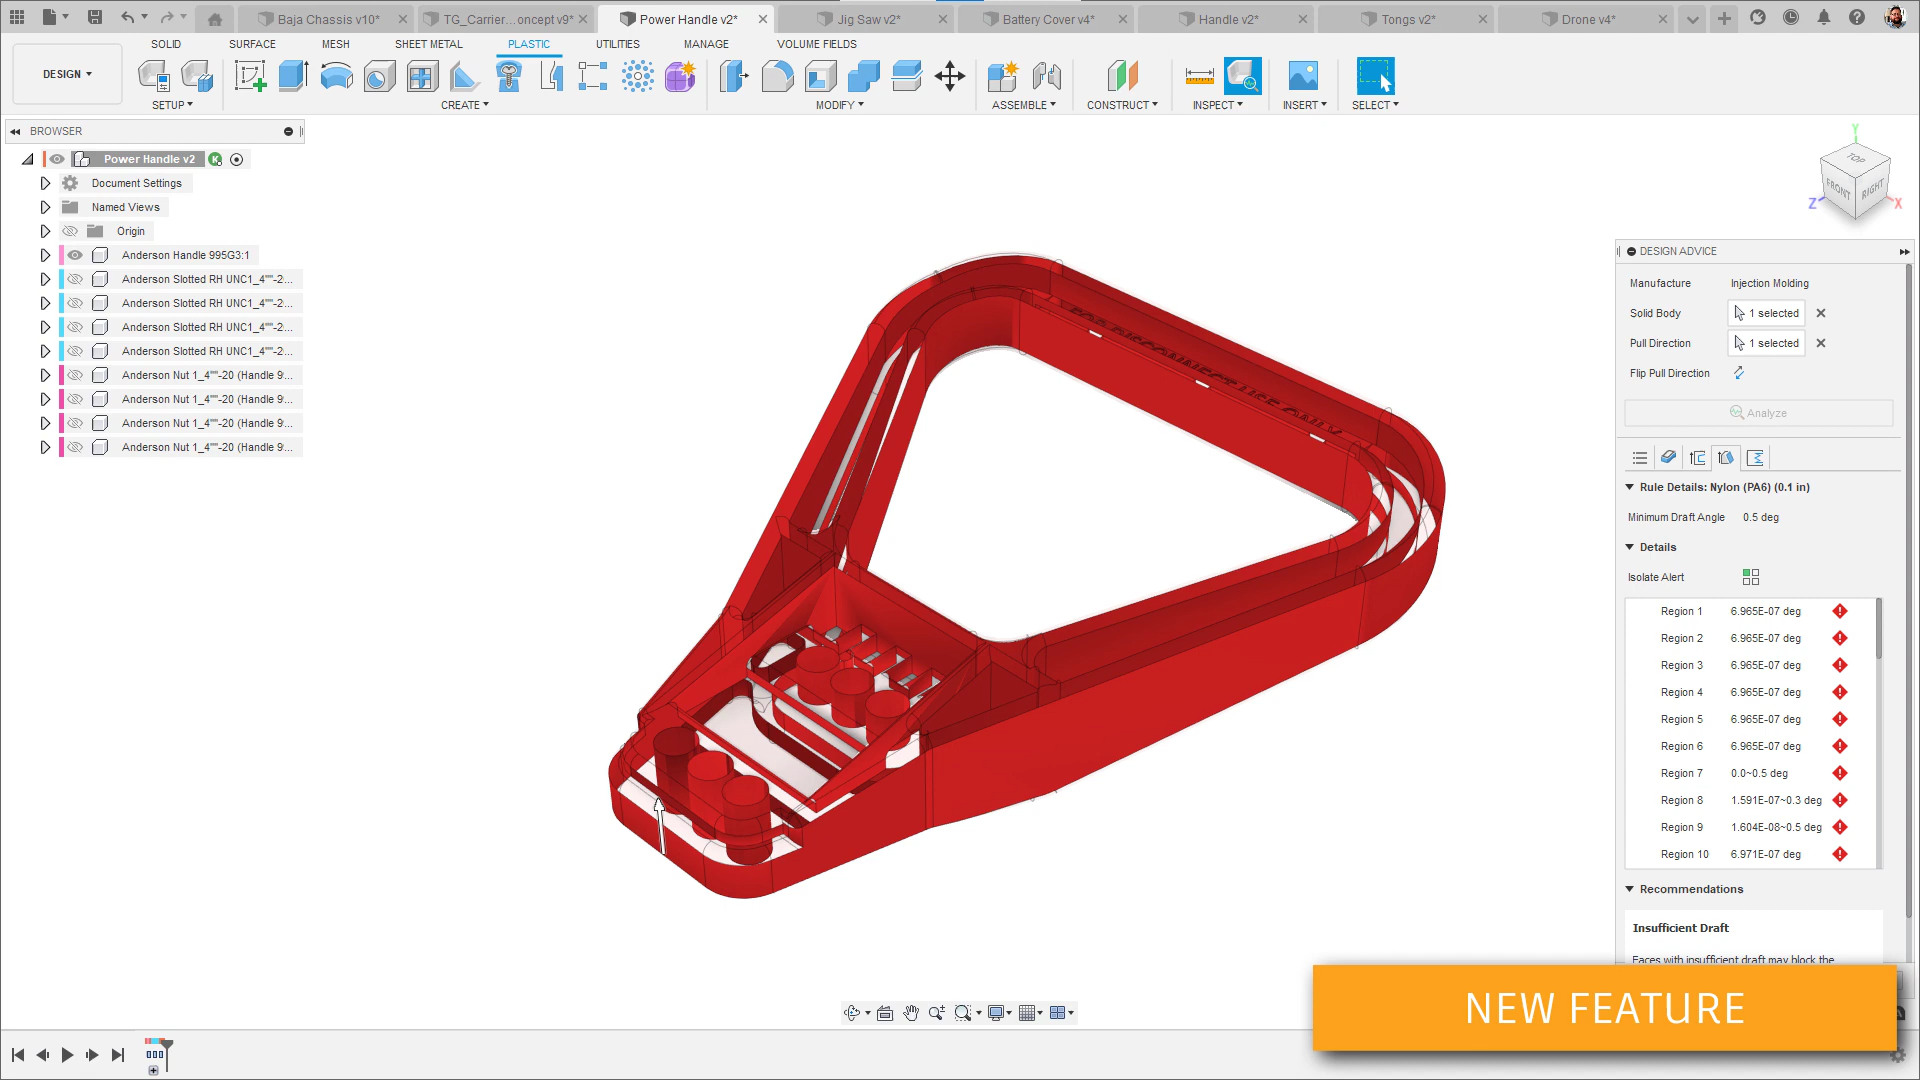 Baja Chassis v10*
TG_Carrier...oncept v9*
Power Handle v2*
Jig Saw v2*
Battery Cover v4*
Handle v2*
Tongs v2*
Drone v4*
SOLID
SURFACE
MESH
SHEET METAL
PLASTIC
UTILITIES
MANAGE
VOLUME FIELDS
DESIGN
SETUP
CREATE
MODIFY
ASSEMBLE
CONSTRUCT
INSPECT
INSERT
SELECT
BROWSER
Power Handle v2
Document Settings
Named Views
Origin
Anderson Handle 995G3:1
Anderson Slotted RH UNC1_4""-2...
Anderson Slotted RH UNC1_4""-2...
Anderson Slotted RH UNC1_4""-2...
Anderson Slotted RH UNC1_4""-2...
Anderson Nut 1_4""-20 (Handle 9'...
Anderson Nut 1_4""-20 (Handle 9'...
Anderson Nut 1_4""-20 (Handle 9'...
Anderson Nut 1_4""-20 (Handle 9'...
Y
TOP
FRONT
RIGHT
Z
X
DESIGN ADVICE
Manufacture Injection Molding
Solid Body 1 selected
Pull Direction 1 selected
Flip Pull Direction
Analyze
Rule Details: Nylon (PA6) (0.1 in)
Minimum Draft Angle 0.5 deg
Details
Isolate Alert
Region 1 6.965E-07 deg
Region 2 6.965E-07 deg
Region 3 6.965E-07 deg
Region 4 6.965E-07 deg
Region 5 6.965E-07 deg
Region 6 6.965E-07 deg
Region 7 0.0~0.5 deg
Region 8 1.591E-07~0.3 deg
Region 9 1.604E-08~0.5 deg
Region 10 6.971E-07 deg
Recommendations
Insufficient Draft
Faces with insufficient draft may block the
NEW FEATURE